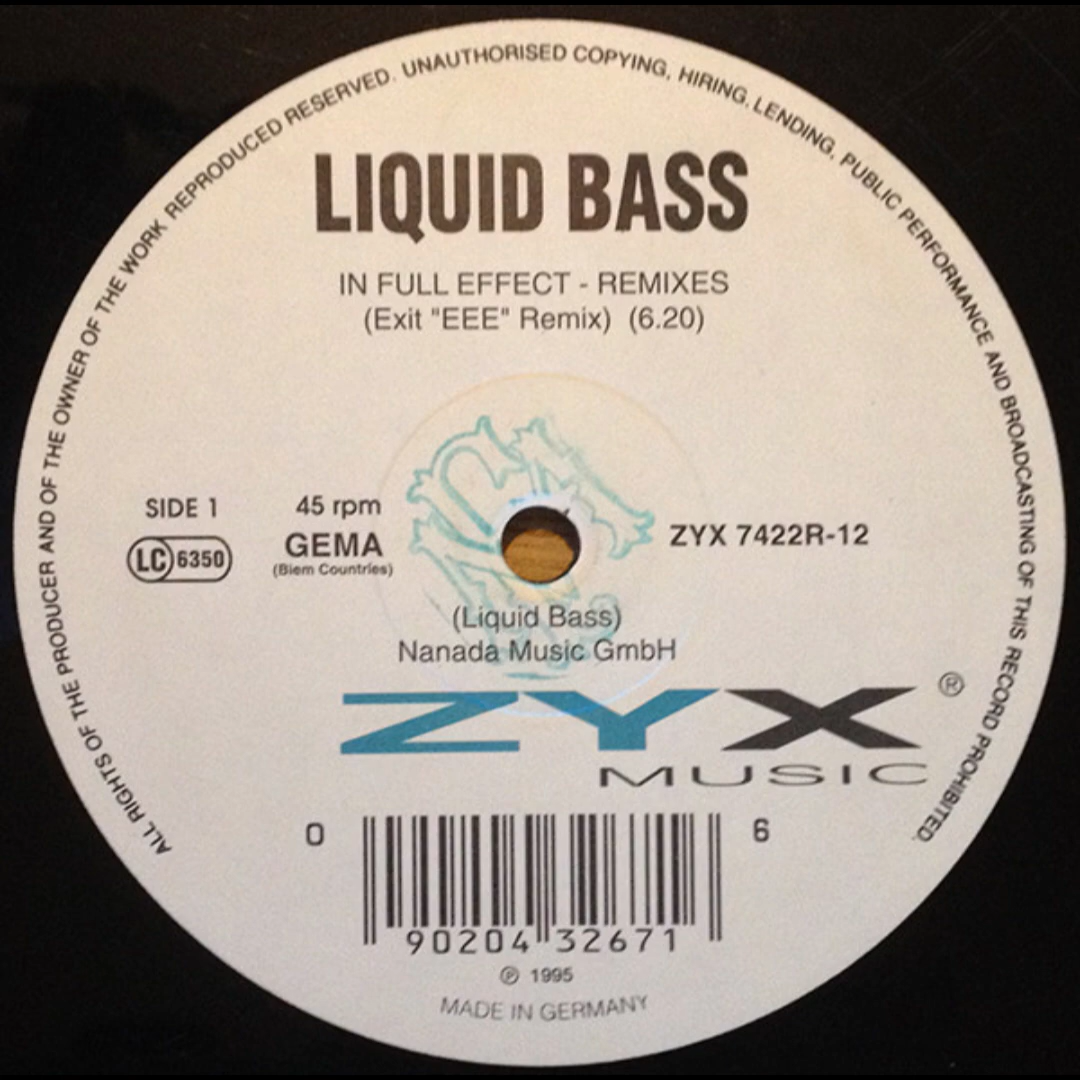 ALL RIGHTS OF THE PRODUCER AND OF THE OWNER OF THE WORK REPRODUCED RESERVED. UNAUTHORISED COPYING, HIRING, LENDING, PUBLIC PERFORMANCE AND BROADCASTING OF THIS RECORD PROHIBITED.
LIQUID BASS
IN FULL EFFECT - REMIXES
(Exit "EEE" Remix) (6.20)
SIDE 1
LC 6350
45 rpm
GEMA
(Biem Countries)
ZYX 7422R-12
(Liquid Bass)
Nanada Music GmbH
ZYX ®
MUSIC
0 90204 32671 6
℗ 1995
MADE IN GERMANY